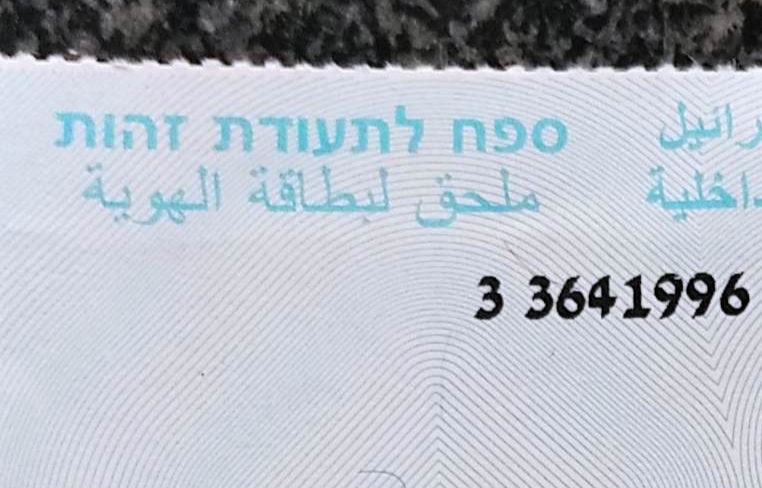 ספח לתעודת זהות
ملحق لبطاقة الهوية
3 3641996